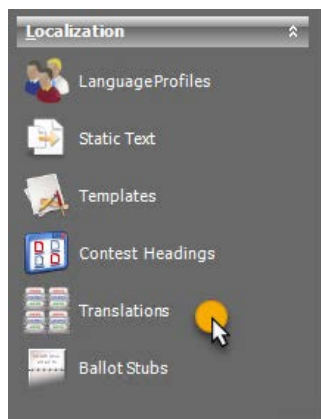 Localization
LanguageProfiles
Static Text
Templates
Contest Headings
Translations
Ballot Stubs